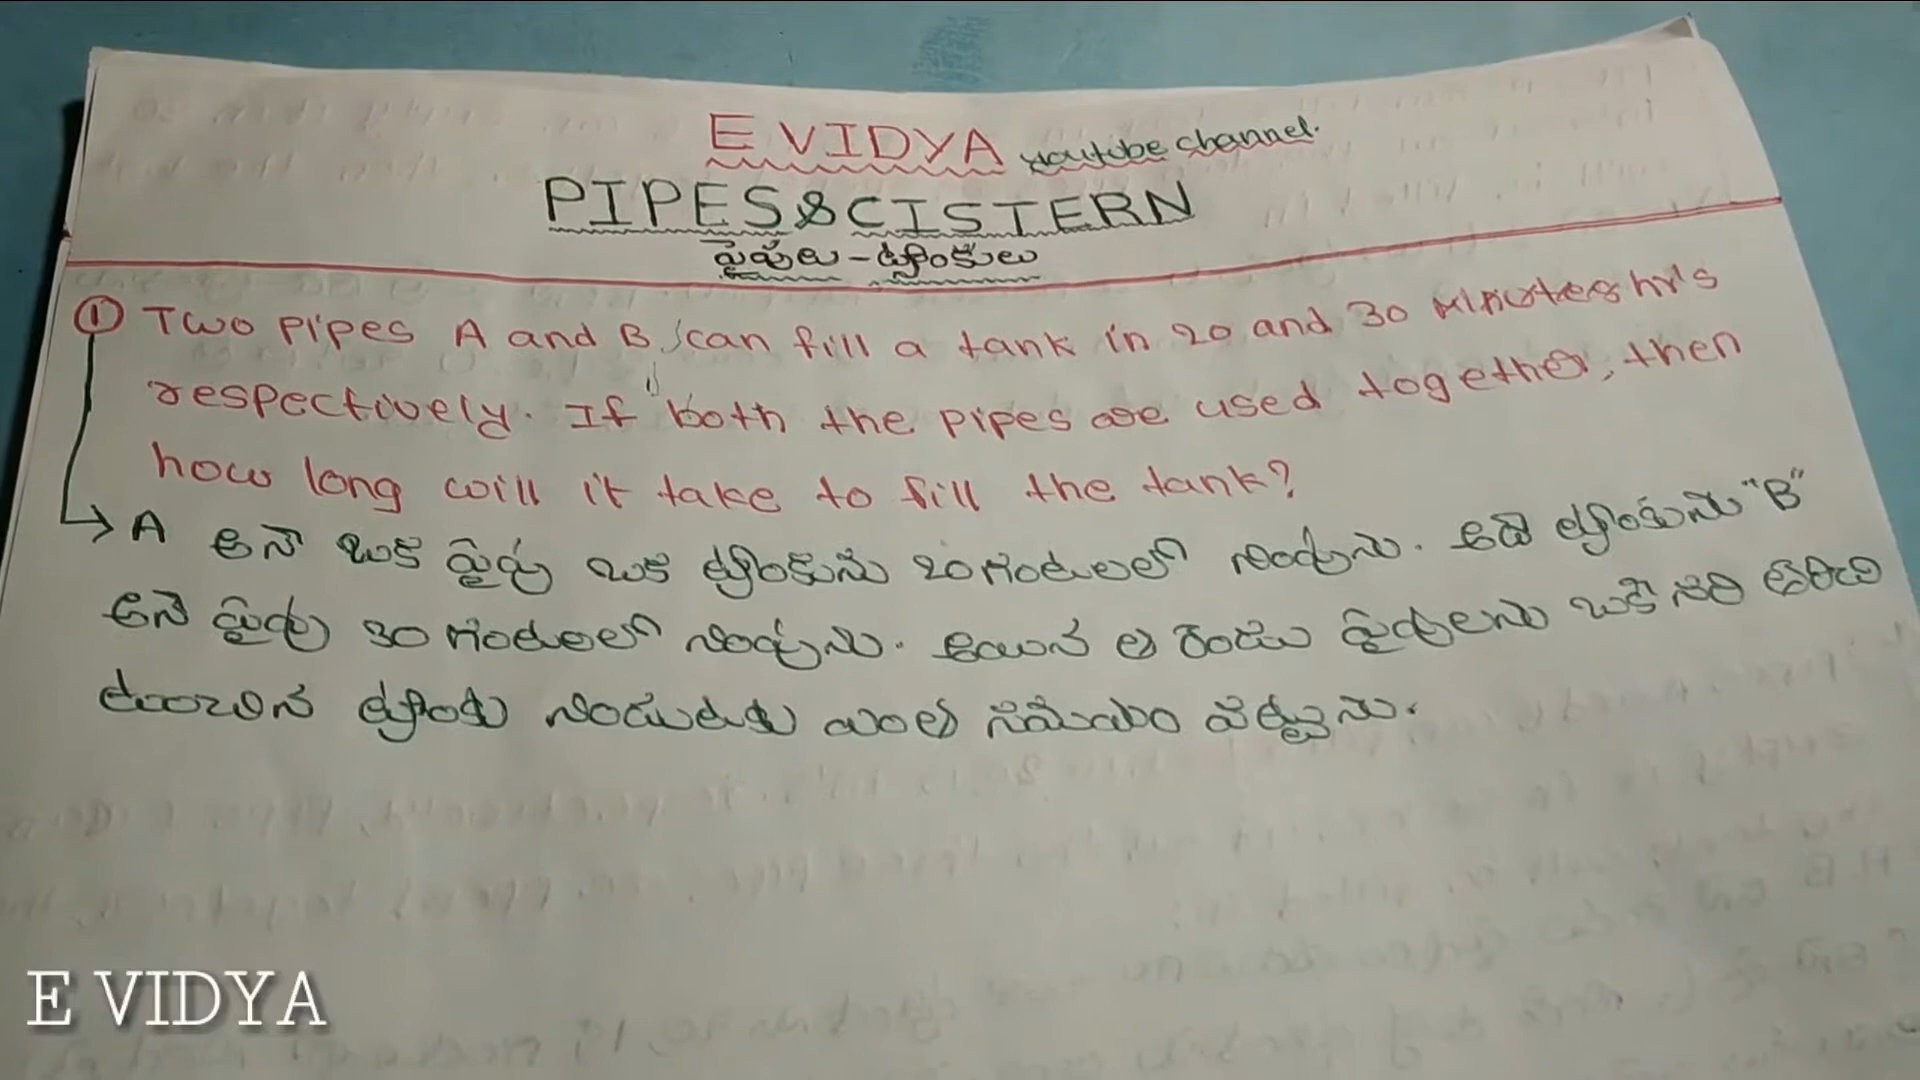 E VIDYA youtube channel.
PIPES & CISTERN
పైపులు - ట్యాంకులు
① Two pipes A and B can fill a tank in 20 and 30 hr's
respectively. If both the pipes are used together, then
how long will it take to fill the tank?
→ A అనే ఒక పైపు ఒక ట్యాంకును 20 గంటలలో నింపును. అదే ట్యాంకును "B"
అనే పైపు 30 గంటలలో నింపును. అయిన ఆ రెండు పైపులను ఒకేసారి
ట్యాంకు నిండుటకు ఎంత సమయం పట్టును.
E VIDYA